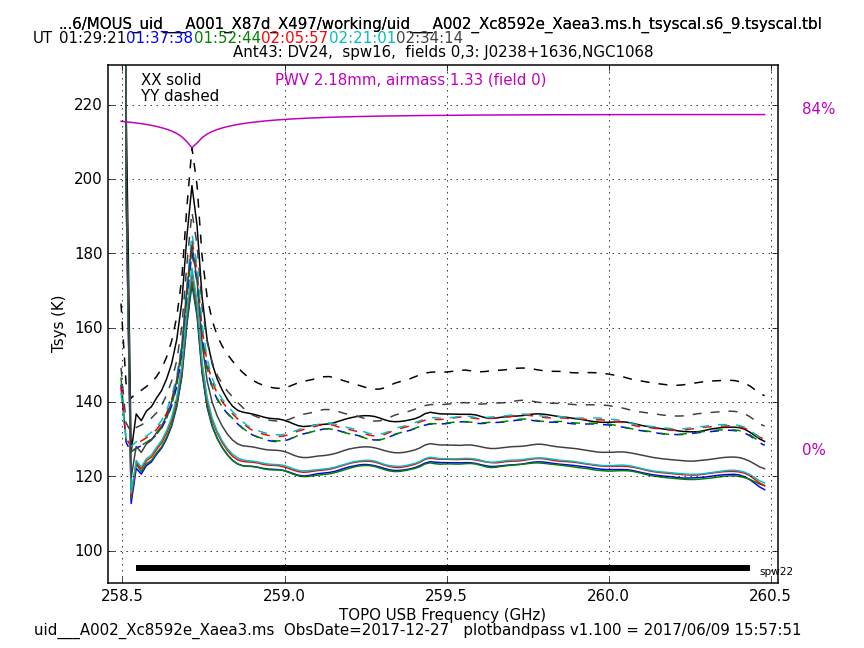 ...6/MOUS_uid___A001_X87d_X497/working/uid___A002_Xc8592e_Xaea3.ms.h_tsyscal.s6_9.tsyscal.tbl
UT 01:29:21 01:37:38 01:52:44 02:05:57 02:21:01 02:34:14
Ant43: DV24, spw16, fields 0,3: J0238+1636,NGC1068
XX solid
PWV 2.18mm, airmass 1.33 (field 0)
YY dashed
84%
0%
220
200
180
160
140
120
100
Tsys (K)
spw22
258.5 259.0 259.5 260.0 260.5
TOPO USB Frequency (GHz)
uid___A002_Xc8592e_Xaea3.ms ObsDate=2017-12-27 plotbandpass v1.100 = 2017/06/09 15:57:51